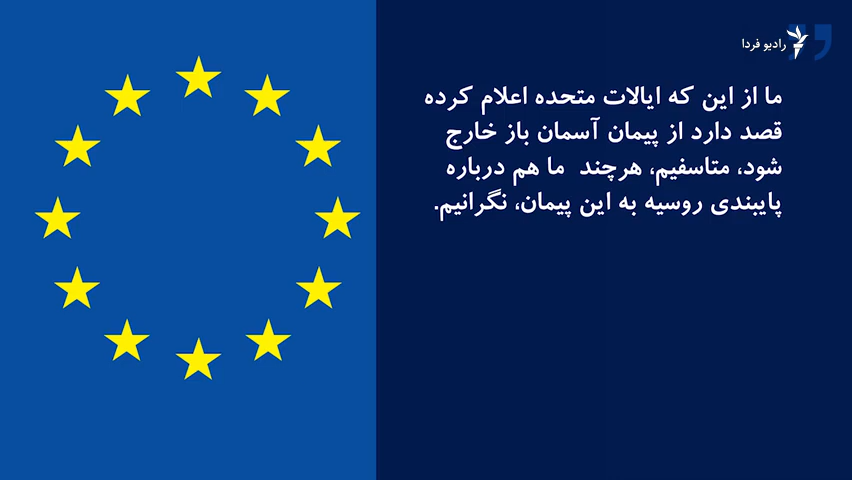 رادیو فردا
ما از این که ایالات متحده اعلام کرده
قصد دارد از پیمان آسمان باز خارج
شود، متاسفیم، هرچند ما هم درباره
پایبندی روسیه به این پیمان، نگرانیم.